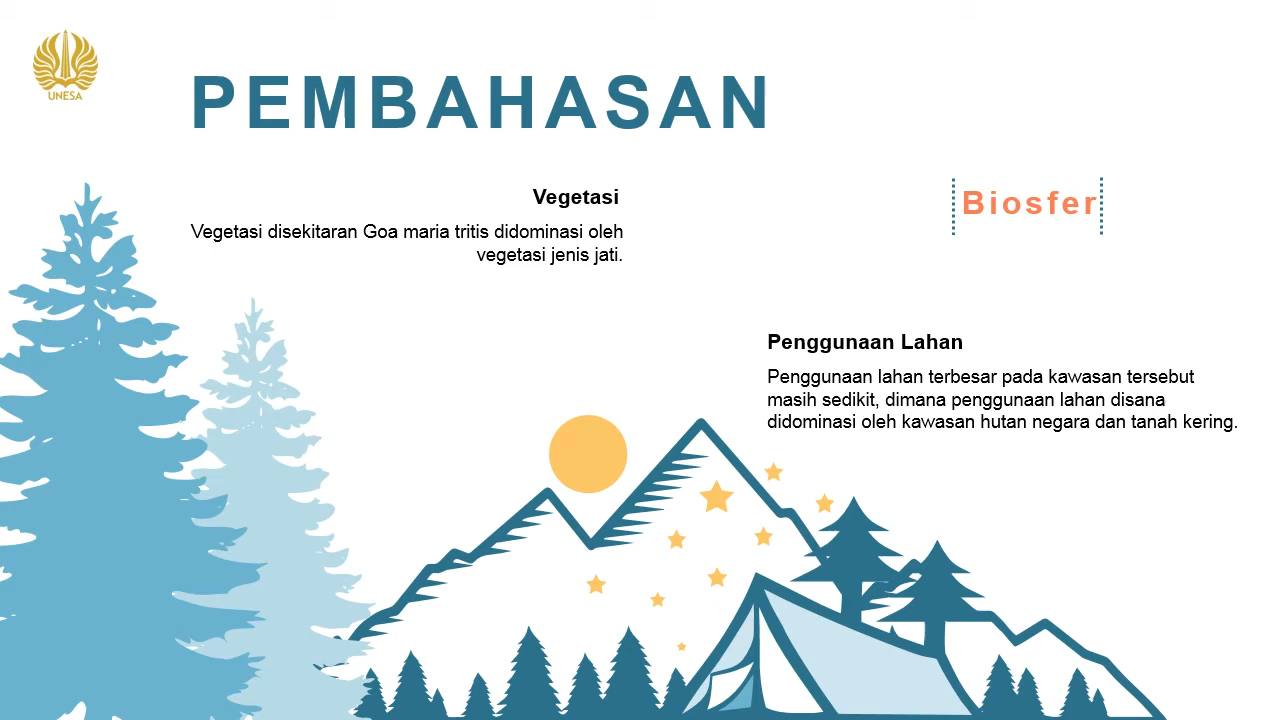 UNESA
PEMBAHASAN
Vegetasi
Vegetasi disekitaran Goa maria tritis didominasi oleh
vegetasi jenis jati.
Biosfer
Penggunaan Lahan
Penggunaan lahan terbesar pada kawasan tersebut
masih sedikit, dimana penggunaan lahan disana
didominasi oleh kawasan hutan negara dan tanah kering.